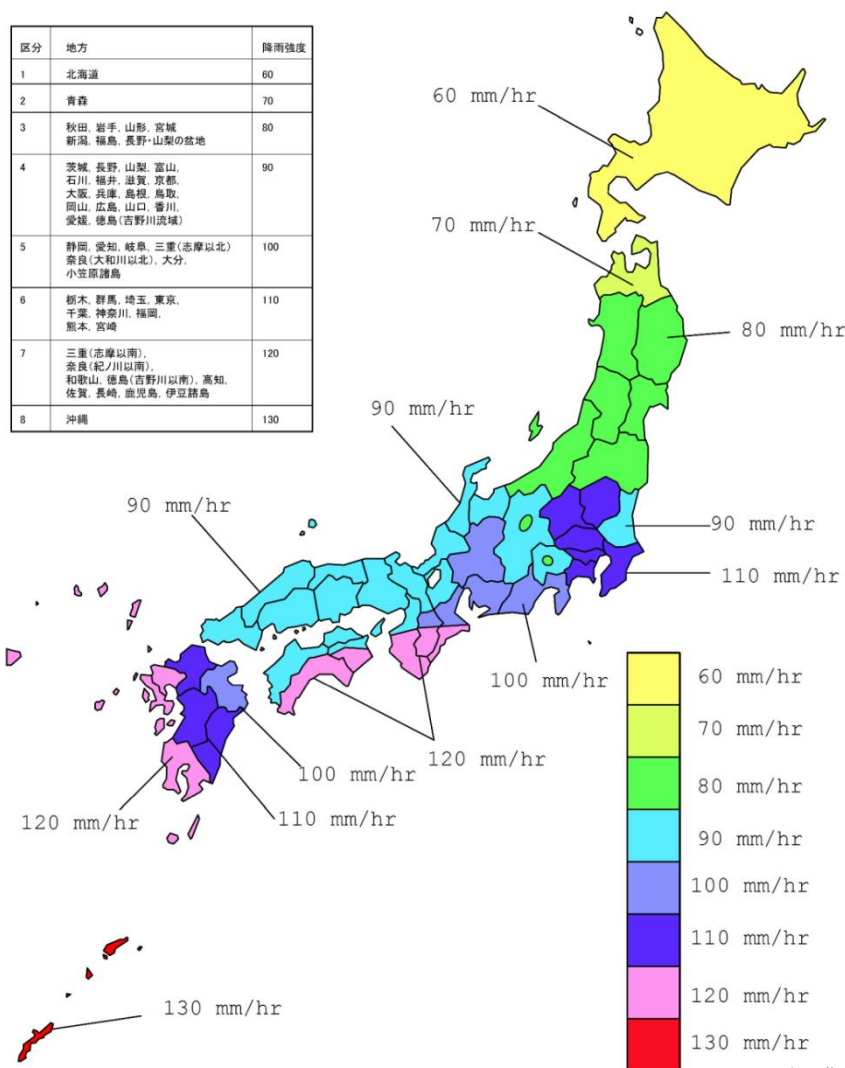 区分 地方 降雨強度
1 北海道 60
2 青森 70
3 秋田, 岩手, 山形, 宮城 80
新潟, 福島, 長野・山梨の盆地
4 茨城, 長野, 山梨, 富山, 90
石川, 福井, 滋賀, 京都,
大阪, 兵庫, 島根, 鳥取,
岡山, 広島, 山口, 香川,
愛媛, 徳島(吉野川流域)
5 静岡, 愛知, 岐阜, 三重(志摩以北) 100
奈良(大和川以北), 大分,
小笠原諸島
6 栃木, 群馬, 埼玉, 東京, 110
千葉, 神奈川, 福岡,
熊本, 宮崎
7 三重(志摩以南), 120
奈良(紀ノ川以南),
和歌山, 徳島(吉野川以南), 高知,
佐賀, 長崎, 鹿児島, 伊豆諸島
8 沖縄 130
60 mm/hr
70 mm/hr
80 mm/hr
90 mm/hr
90 mm/hr
90 mm/hr
110 mm/hr
100 mm/hr
120 mm/hr
100 mm/hr
110 mm/hr
120 mm/hr
130 mm/hr
60 mm/hr
70 mm/hr
80 mm/hr
90 mm/hr
100 mm/hr
110 mm/hr
120 mm/hr
130 mm/hr